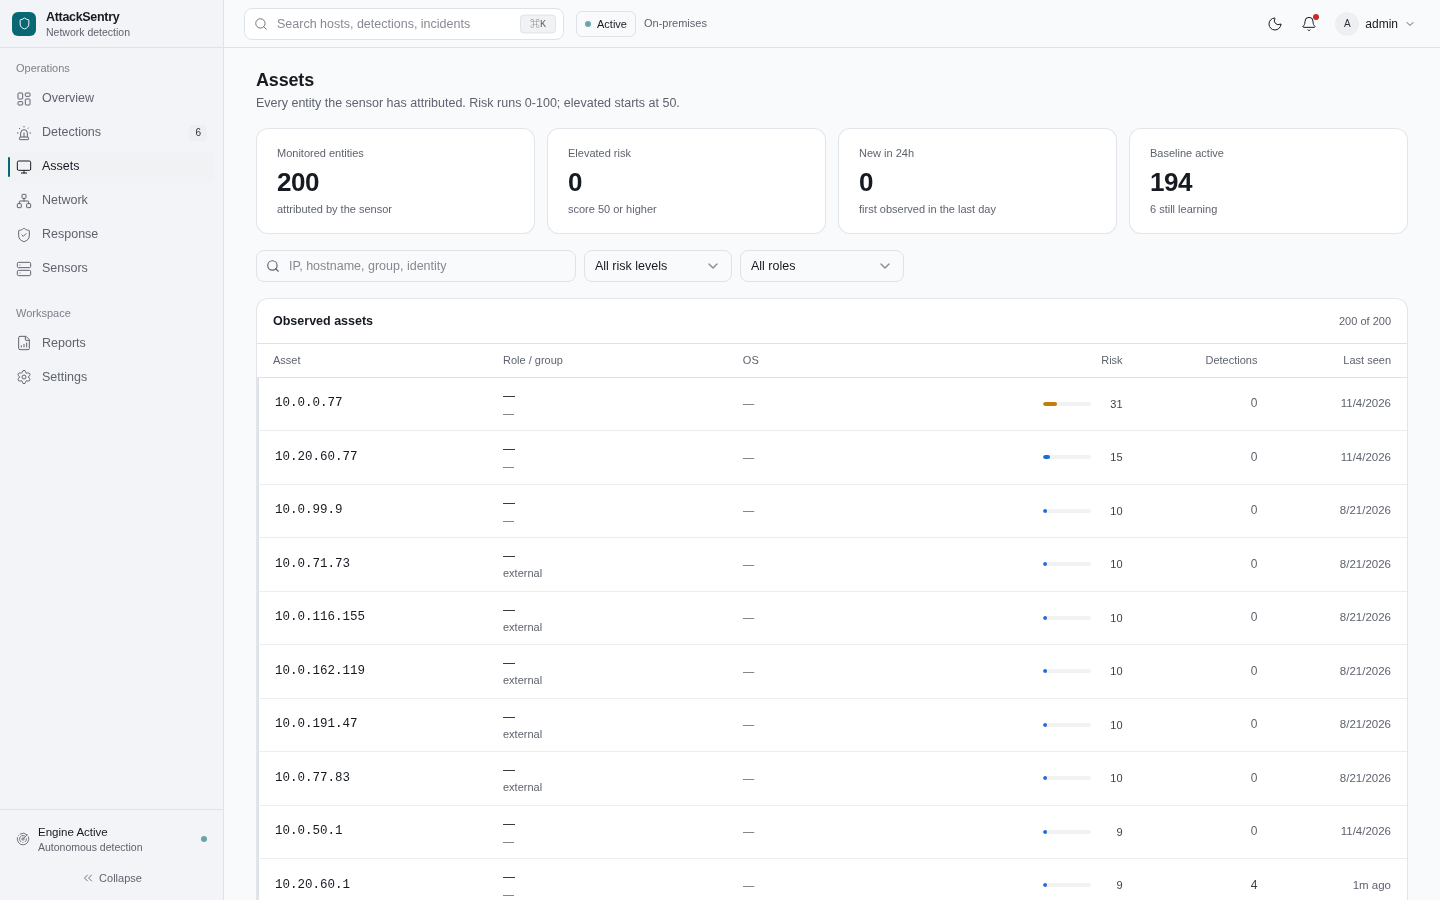 AttackSentry
Network detection
Search hosts, detections, incidents
⌘K
Active
On-premises
A
admin
Operations
Overview
Detections
6
Assets
Network
Response
Sensors
Workspace
Reports
Settings
Engine Active
Autonomous detection
Collapse
Assets
Every entity the sensor has attributed. Risk runs 0-100; elevated starts at 50.
Monitored entities
200
attributed by the sensor
Elevated risk
0
score 50 or higher
New in 24h
0
first observed in the last day
Baseline active
194
6 still learning
IP, hostname, group, identity
All risk levels
All roles
Observed assets
200 of 200
Asset Role / group OS Risk Detections Last seen
10.0.0.77 — — 31 0 11/4/2026
—
10.20.60.77 — — 15 0 11/4/2026
—
10.0.99.9 — — 10 0 8/21/2026
—
10.0.71.73 — — 10 0 8/21/2026
external
10.0.116.155 — — 10 0 8/21/2026
external
10.0.162.119 — — 10 0 8/21/2026
external
10.0.191.47 — — 10 0 8/21/2026
external
10.0.77.83 — — 10 0 8/21/2026
external
10.0.50.1 — — 9 0 11/4/2026
—
10.20.60.1 — — 9 4 1m ago
—